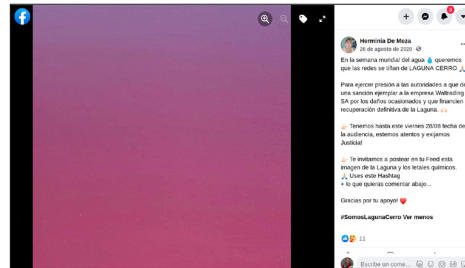 Herminia De Meza
26 de agosto de 2020
En la semana mundial del agua 💧 queremos
que las redes se tiñan de LAGUNA CERRO 🙏
Para ejercer presión a las autoridades a que de
una sanción ejemplar a la empresa Waltrading
SA por los daños ocasionados y que financien
recuperación definitiva de la Laguna. 🙌🏻
👉🏻 Tenemos hasta este viernes 28/08 fecha de
la audiencia, estemos atentos y exijamos
Justicia!
👉🏻 Te invitamos a postear en tu Feed esta
imagen de la Laguna y los letales químicos.
🙏 Uses este Hashtag
+ lo que quieras comentar abajo...
Gracias por tu apoyo! ❤️
#SomosLagunaCerro Ver menos
11
Escribe un come...